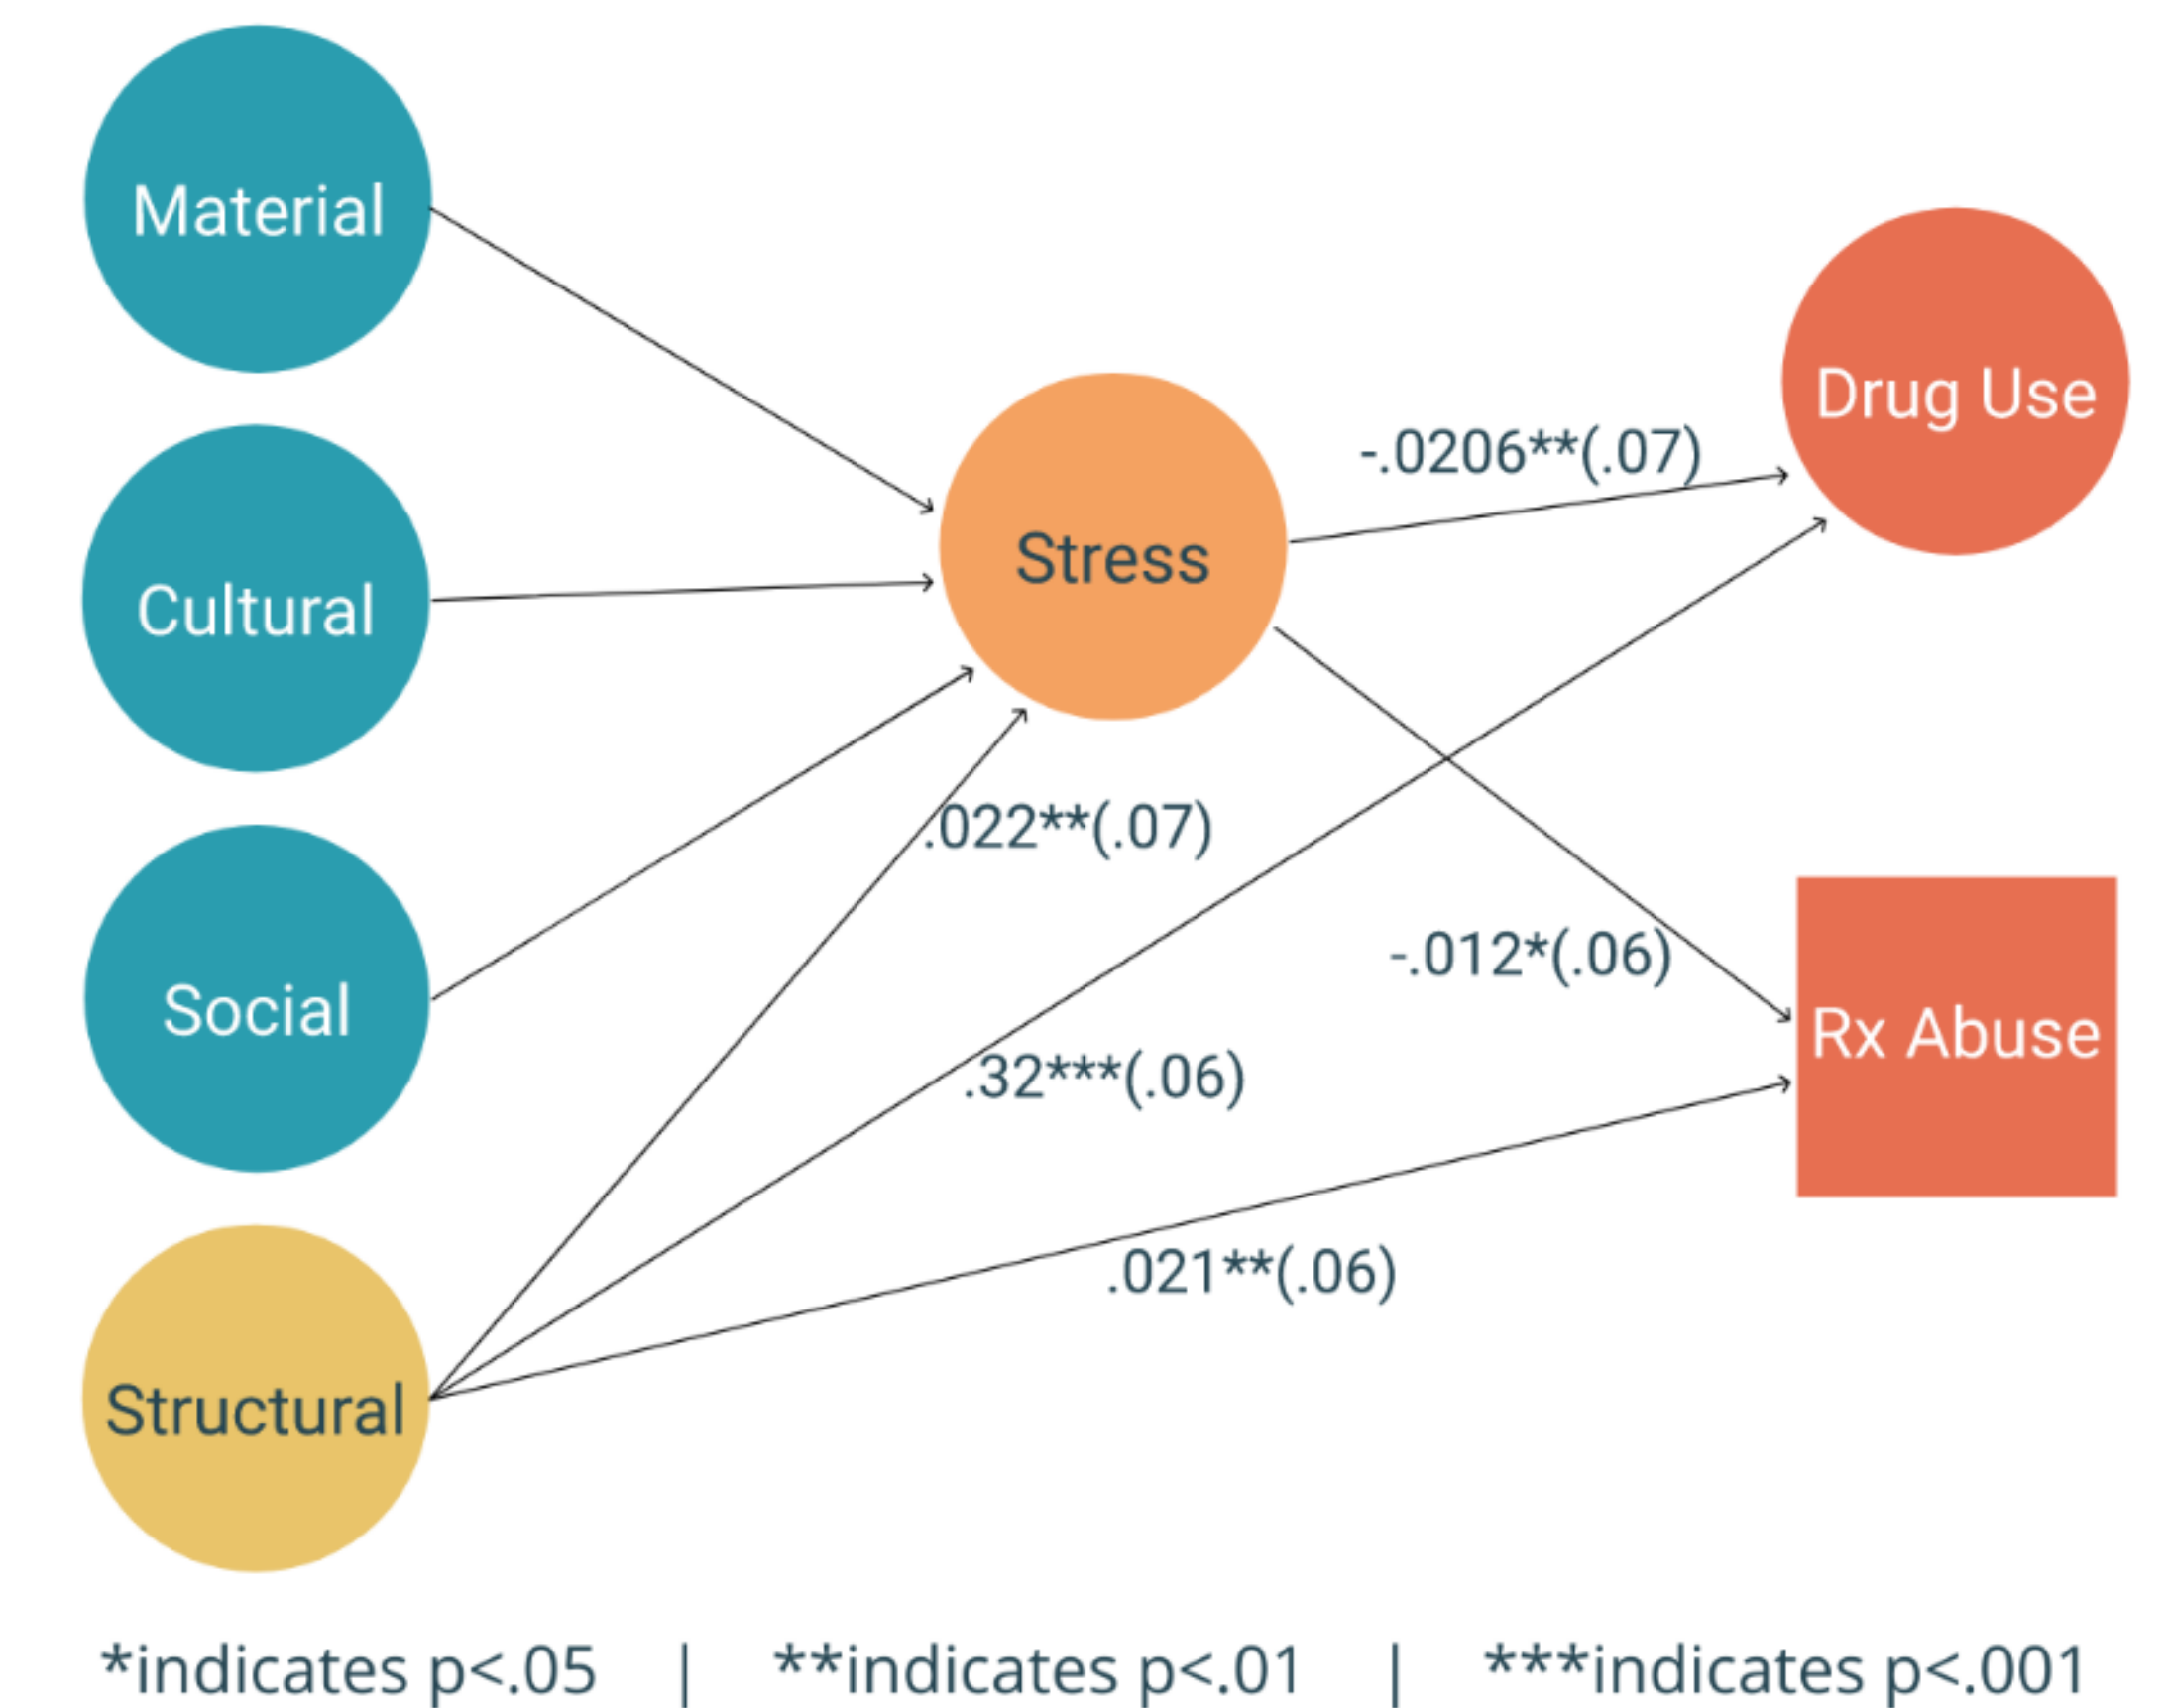 Material
Drug Use
-.0206**(.07)
Stress
Cultural
.022**(.07)
-.012*(.06)
Social
Rx Abuse
.32***(.06)
.021**(.06)
Structural
*indicates p<.05 | **indicates p<.01 | ***indicates p<.001